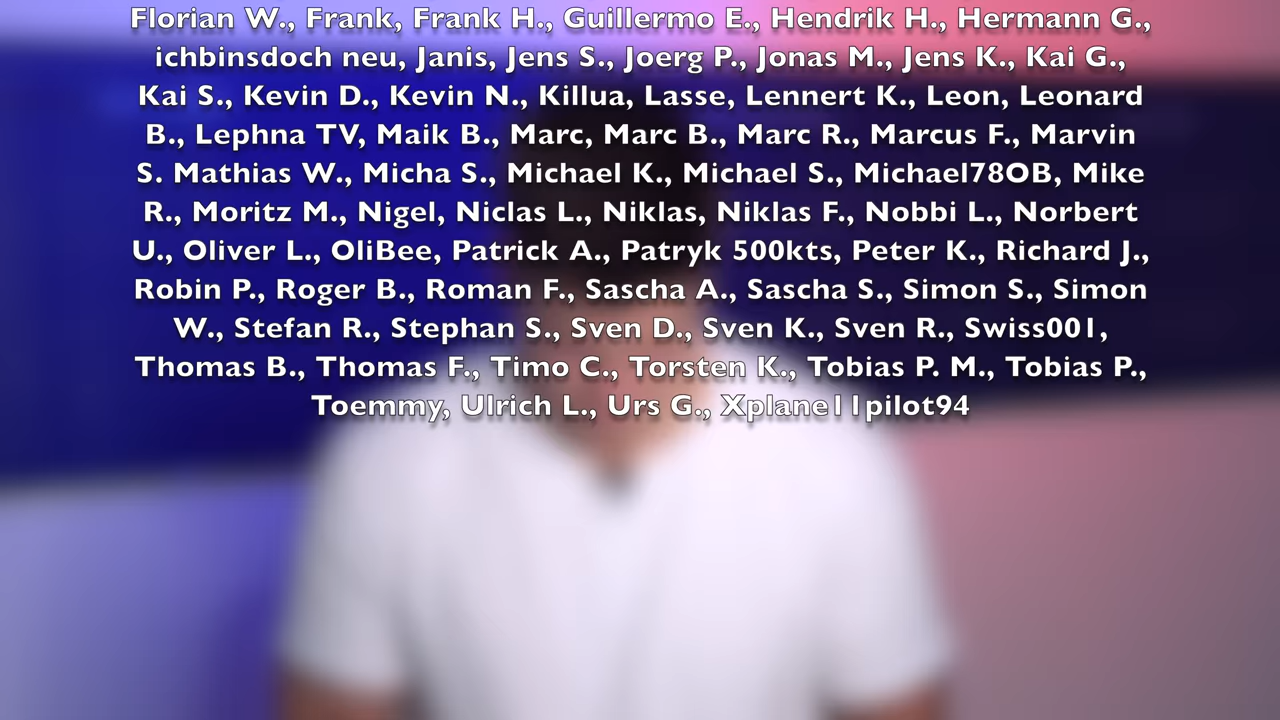 Florian W., Frank, Frank H., Guillermo E., Hendrik H., Hermann G.,
ichbinsdoch neu, Janis, Jens S., Joerg P., Jonas M., Jens K., Kai G.,
Kai S., Kevin D., Kevin N., Killua, Lasse, Lennert K., Leon, Leonard
B., Lephna TV, Maik B., Marc, Marc B., Marc R., Marcus F., Marvin
S. Mathias W., Micha S., Michael K., Michael S., Michael78OB, Mike
R., Moritz M., Nigel, Niclas L., Niklas, Niklas F., Nobbi L., Norbert
U., Oliver L., OliBee, Patrick A., Patryk 500kts, Peter K., Richard J.,
Robin P., Roger B., Roman F., Sascha A., Sascha S., Simon S., Simon
W., Stefan R., Stephan S., Sven D., Sven K., Sven R., Swiss001,
Thomas B., Thomas F., Timo C., Torsten K., Tobias P. M., Tobias P.,
Toemmy, Ulrich L., Urs G., Xplane11pilot94